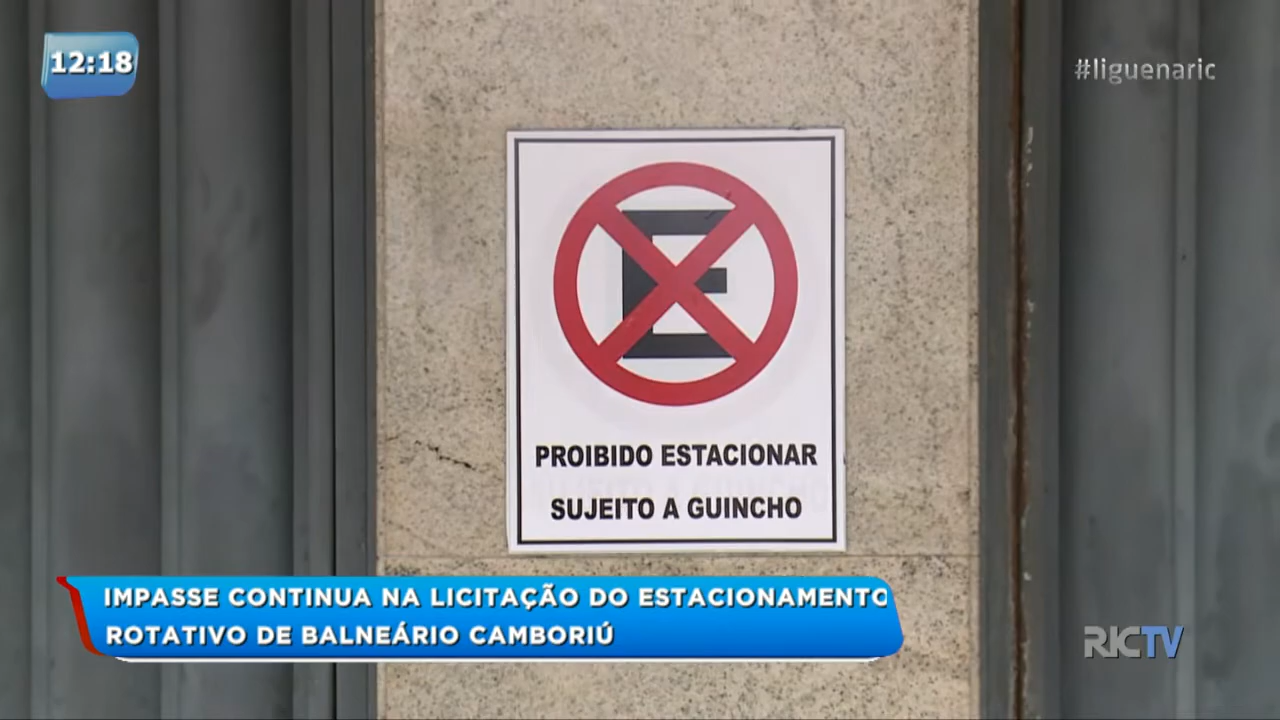 12:18
#liguenaric
E
PROIBIDO ESTACIONAR
SUJEITO A GUINCHO
IMPASSE CONTINUA NA LICITAÇÃO DO ESTACIONAMENTO
ROTATIVO DE BALNEÁRIO CAMBORIÚ
RICTV